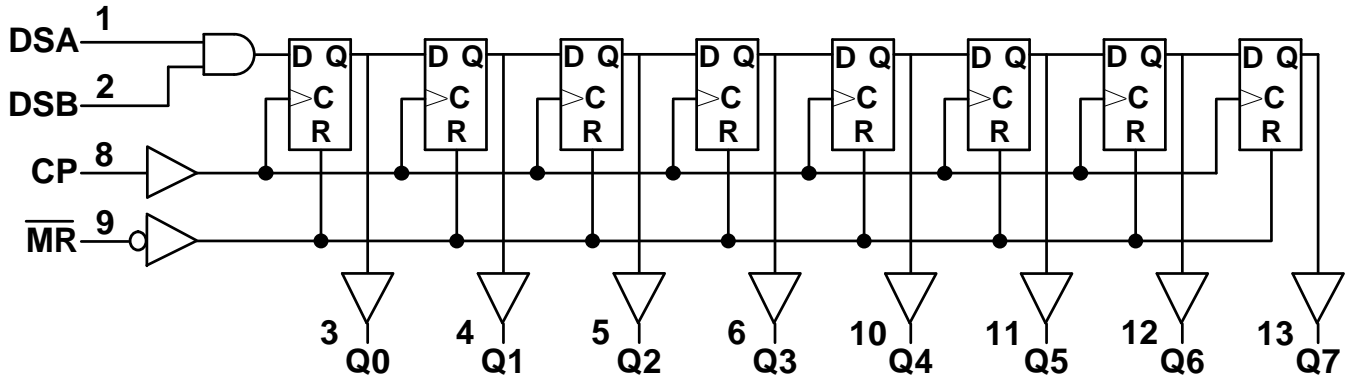 1
DSA
2
DSB
D Q D Q D Q D Q D Q D Q D Q D Q
C C C C C C C C
R R R R R R R R
8
CP
9
M̅R̅
3 4 5 6 10 11 12 13
Q0 Q1 Q2 Q3 Q4 Q5 Q6 Q7